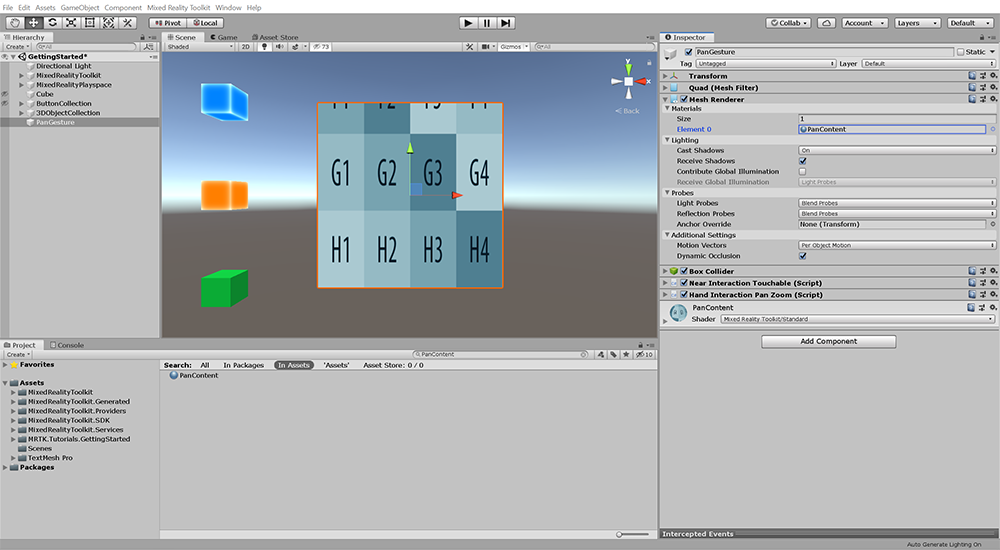 File Edit Assets GameObject Component Mixed Reality Toolkit Window Help
Pivot Local
Collab Account Layers Default
Hierarchy
Create All
GettingStarted*
Directional Light
MixedRealityToolkit
MixedRealityPlayspace
Cube
ButtonCollection
3DObjectCollection
PanGesture
Scene Game Asset Store
Shaded 2D 73 Gizmos All
y
x
Back
G1 G2 G3 G4
H1 H2 H3 H4
Inspector
PanGesture Static
Tag Untagged Layer Default
Transform
Quad (Mesh Filter)
Mesh Renderer
Materials
Size 1
Element 0 PanContent
Lighting
Cast Shadows On
Receive Shadows
Contribute Global Illumination
Receive Global Illumination Light Probes
Probes
Light Probes Blend Probes
Reflection Probes Blend Probes
Anchor Override None (Transform)
Additional Settings
Motion Vectors Per Object Motion
Dynamic Occlusion
Box Collider
Near Interaction Touchable (Script)
Hand Interaction Pan Zoom (Script)
PanContent
Shader Mixed Reality Toolkit/Standard
Add Component
Intercepted Events
Project Console
Create PanContent 10
Favorites
Assets
MixedRealityToolkit
MixedRealityToolkit.Generated
MixedRealityToolkit.Providers
MixedRealityToolkit.SDK
MixedRealityToolkit.Services
MRTK.Tutorials.GettingStarted
Scenes
TextMesh Pro
Packages
Search: All In Packages In Assets 'Assets' Asset Store: 0 / 0
PanContent
Auto Generate Lighting On